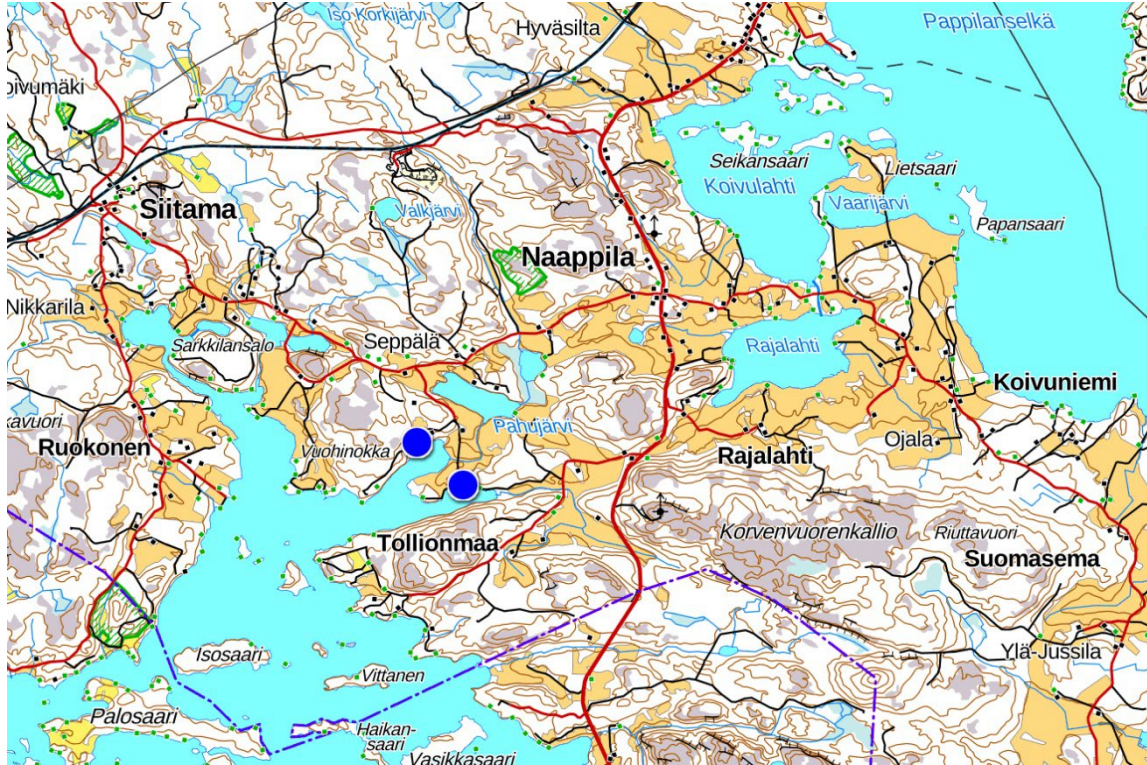 Iso Korkijärvi
Hyväsilta
Pappilanselkä
oivumäki
Seikansaari
Lietsaari
Koivulahti
Siitama
Valkjärvi
Vaarijärvi
Papansaari
Naappila
Nikkarila
Sarkkilansalo
Seppälä
Rajalahti
Koivuniemi
kavuori
Pahujärvi
Ruokonen
Vuohinokka
Rajalahti
Ojala
Tollionmaa
Korvenvuorenkallio
Riuttavuori
Suomasema
Isosaari
Ylä-Jussila
Vittanen
Palosaari
Haikan-
saari
Vasikkasaari